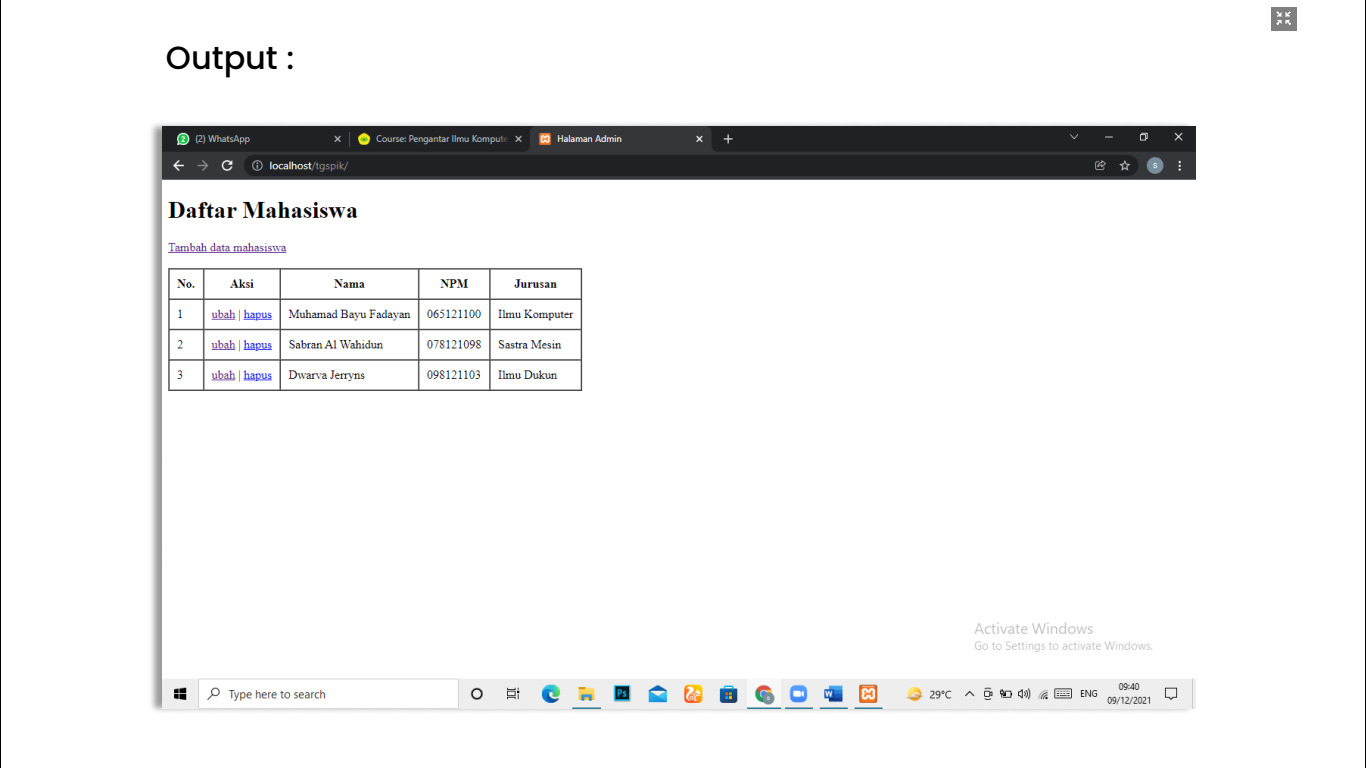 Output :
(2) WhatsApp
Course: Pengantar Ilmu Kompute
Halaman Admin
localhost/tgspik/
S
Daftar Mahasiswa
Tambah data mahasiswa
No. Aksi Nama NPM Jurusan
1 ubah | hapus Muhamad Bayu Fadayan 065121100 Ilmu Komputer
2 ubah | hapus Sabran Al Wahidun 078121098 Sastra Mesin
3 ubah | hapus Dwarva Jerryns 098121103 Ilmu Dukun
Activate Windows
Go to Settings to activate Windows.
Type here to search
Ps
29°C
ENG
09:40
09/12/2021